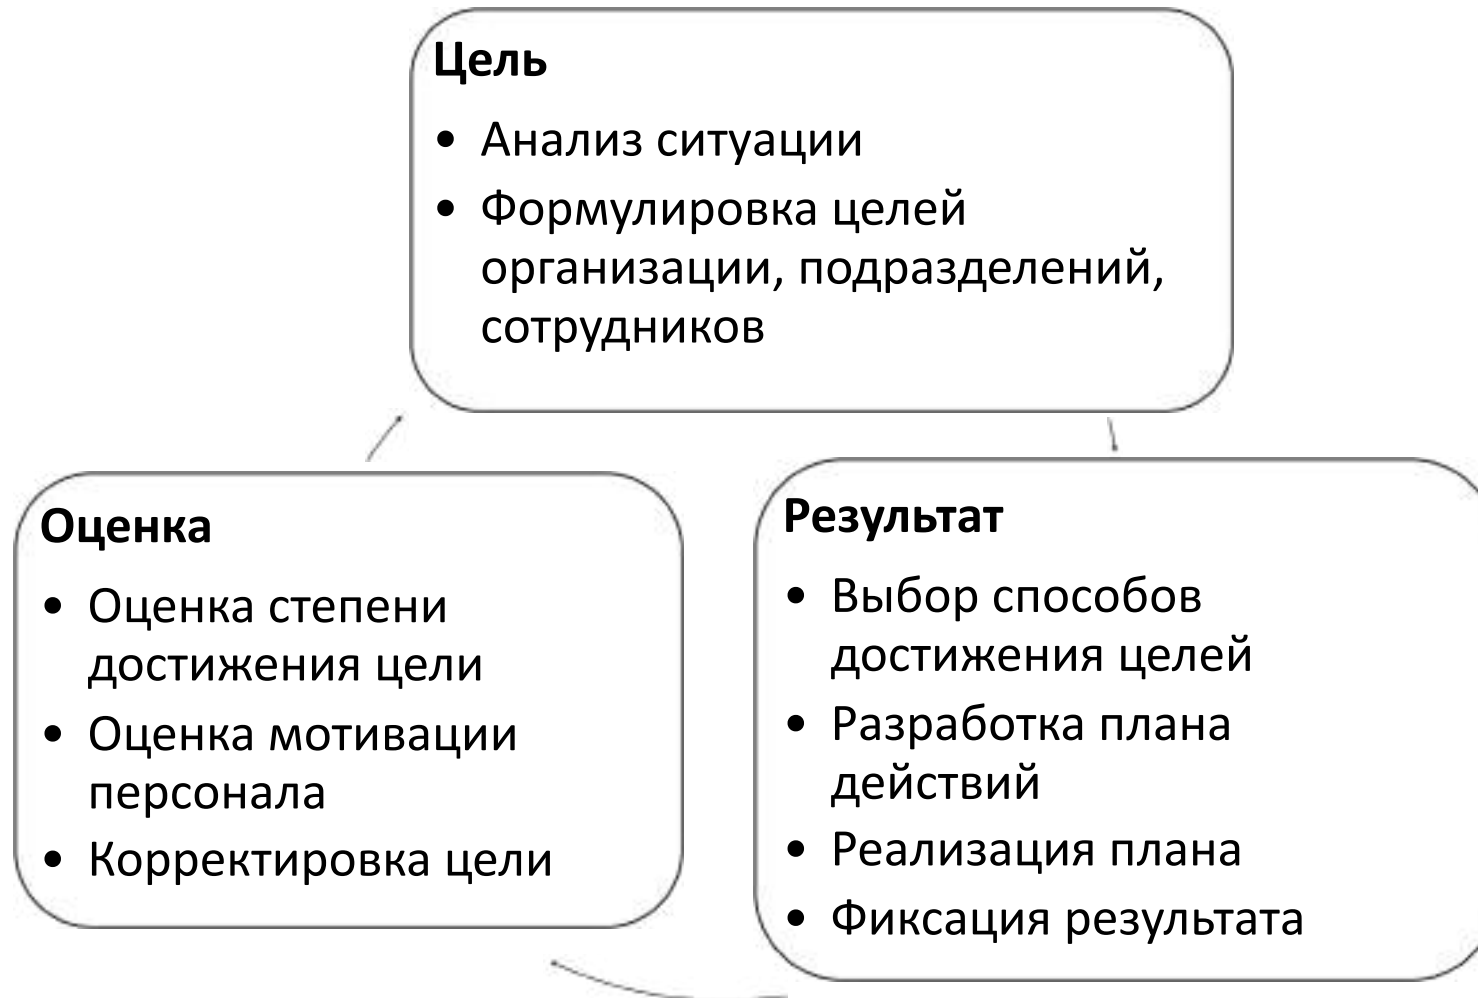 Цель
• Анализ ситуации
• Формулировка целей
организации, подразделений,
сотрудников
Оценка
• Оценка степени
достижения цели
• Оценка мотивации
персонала
• Корректировка цели
Результат
• Выбор способов
достижения целей
• Разработка плана
действий
• Реализация плана
• Фиксация результата